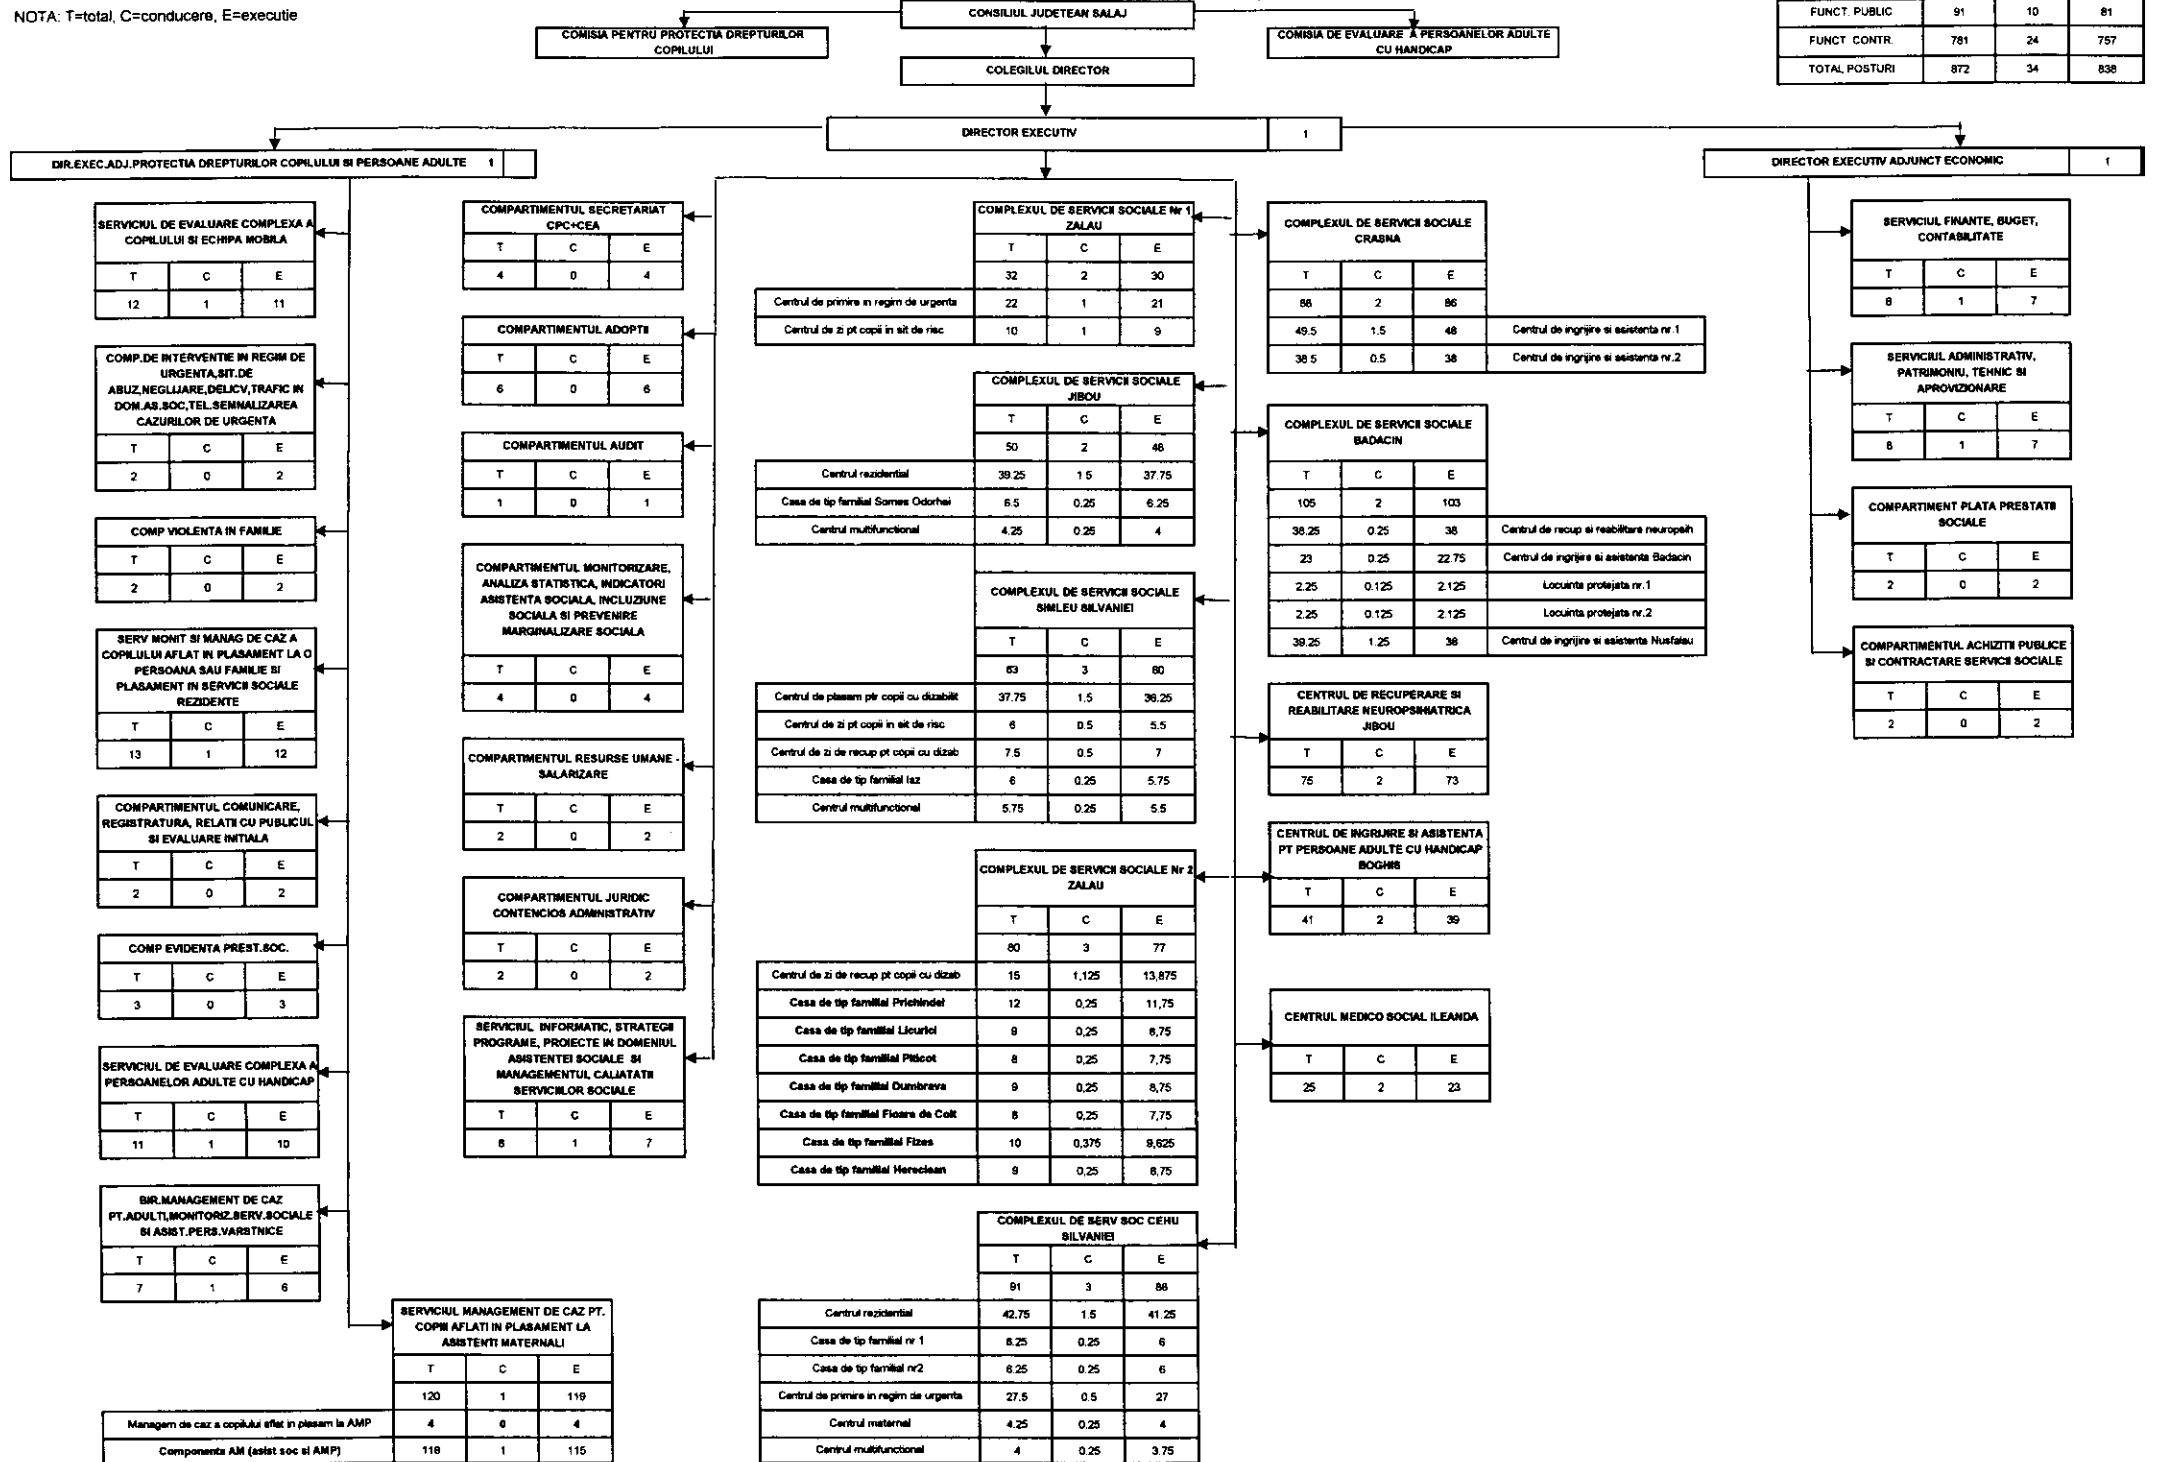 NOTA: T=total, C=conducere, E=executie
CONSILIUL JUDETEAN SALAJ
COMISIA PENTRU PROTECTIA DREPTURILOR
COPILULUI
COMISIA DE EVALUARE A PERSOANELOR ADULTE
CU HANDICAP
COLEGIUL DIRECTOR
FUNCT. PUBLIC 91 10 81
FUNCT CONTR. 781 24 757
TOTAL POSTURI 872 34 838
DIRECTOR EXECUTIV 1
DIR.EXEC.ADJ.PROTECTIA DREPTURILOR COPILULUI SI PERSOANE ADULTE 1
DIRECTOR EXECUTIV ADJUNCT ECONOMIC 1
SERVICIUL DE EVALUARE COMPLEXA A
COPILULUI SI ECHIPA MOBILA
T C E
12 1 11
COMP.DE INTERVENTIE IN REGIM DE
URGENTA,SIT.DE
ABUZ,NEGLIJARE,DELICV,TRAFIC IN
DOM.AS.SOC,TEL.SEMNALIZAREA
CAZURILOR DE URGENTA
T C E
2 0 2
COMP VIOLENTA IN FAMILIE
T C E
2 0 2
SERV MONIT SI MANAG DE CAZ A
COPILULUI AFLAT IN PLASAMENT LA O
PERSOANA SAU FAMILIE SI
PLASAMENT IN SERVICII SOCIALE
REZIDENTE
T C E
13 1 12
COMPARTIMENTUL COMUNICARE,
REGISTRATURA, RELATII CU PUBLICUL
SI EVALUARE INITIALA
T C E
2 0 2
COMP EVIDENTA PREST.SOC.
T C E
3 0 3
SERVICIUL DE EVALUARE COMPLEXA A
PERSOANELOR ADULTE CU HANDICAP
T C E
11 1 10
BIR.MANAGEMENT DE CAZ
PT.ADULTI,MONITORIZ.SERV.SOCIALE
SI ASIST.PERS.VARSTNICE
T C E
7 1 6
SERVICIUL MANAGEMENT DE CAZ PT.
COPIII AFLATI IN PLASAMENT LA
ASISTENTI MATERNALI
T C E
120 1 119
Managem de caz a copilului aflat in plasam la AMP 4 0 4
Componenta AM (asist soc si AMP) 116 1 115
COMPARTIMENTUL SECRETARIAT
CPC+CEA
T C E
4 0 4
COMPARTIMENTUL ADOPTII
T C E
6 0 6
COMPARTIMENTUL AUDIT
T C E
1 0 1
COMPARTIMENTUL MONITORIZARE,
ANALIZA STATISTICA, INDICATORI
ASISTENTA SOCIALA, INCLUZIUNE
SOCIALA SI PREVENIRE
MARGINALIZARE SOCIALA
T C E
4 0 4
COMPARTIMENTUL RESURSE UMANE -
SALARIZARE
T C E
2 0 2
COMPARTIMENTUL JURIDIC
CONTENCIOS ADMINISTRATIV
T C E
2 0 2
SERVICIUL INFORMATIC, STRATEGII
PROGRAME, PROIECTE IN DOMENIUL
ASISTENTEI SOCIALE SI
MANAGEMENTUL CALIATATII
SERVICIILOR SOCIALE
T C E
8 1 7
COMPLEXUL DE SERVICII SOCIALE Nr 1
ZALAU
T C E
32 2 30
Centrul de primire in regim de urgenta 22 1 21
Centrul de zi pt copii in sit de risc 10 1 9
COMPLEXUL DE SERVICII SOCIALE
JIBOU
T C E
50 2 48
Centrul rezidential 39.25 1.5 37.75
Casa de tip familial Somes Odorhei 6.5 0.25 6.25
Centrul multifunctional 4.25 0.25 4
COMPLEXUL DE SERVICII SOCIALE
SIMLEU SILVANIEI
T C E
63 3 60
Centrul de plasam ptr copii cu dizabilit 37.75 1.5 36.25
Centrul de zi pt copii in sit de risc 6 0.5 5.5
Centrul de zi de recup pt copii cu dizab 7.5 0.5 7
Casa de tip familial Iaz 6 0.25 5.75
Centrul multifunctional 5.75 0.25 5.5
COMPLEXUL DE SERVICII SOCIALE Nr 2
ZALAU
T C E
80 3 77
Centrul de zi de recup pt copii cu dizab 15 1,125 13,875
Casa de tip familial Prichindel 12 0,25 11,75
Casa de tip familial Licurici 9 0,25 8,75
Casa de tip familial Piticot 8 0,25 7,75
Casa de tip familial Dumbrava 9 0,25 8,75
Casa de tip familial Floare de Colt 8 0,25 7,75
Casa de tip familial Fizes 10 0,375 9,625
Casa de tip familial Hereclean 9 0,25 8,75
COMPLEXUL DE SERV SOC CEHU
SILVANIEI
T C E
91 3 88
Centrul rezidential 42.75 1.5 41.25
Casa de tip familial nr 1 6.25 0.25 6
Casa de tip familial nr2 6.25 0.25 6
Centrul de primire in regim de urgenta 27.5 0.5 27
Centrul maternal 4.25 0.25 4
Centrul multifunctional 4 0.25 3.75
COMPLEXUL DE SERVICII SOCIALE
CRASNA
T C E
88 2 86
49.5 1.5 48 Centrul de ingrijire si asistenta nr.1
38.5 0.5 38 Centrul de ingrijire si asistenta nr.2
COMPLEXUL DE SERVICII SOCIALE
BADACIN
T C E
105 2 103
38.25 0.25 38 Centrul de recup si reabilitare neuropsih
23 0.25 22.75 Centrul de ingrijire si asistenta Badacin
2.25 0.125 2.125 Locuinta protejata nr.1
2.25 0.125 2.125 Locuinta protejata nr.2
39.25 1.25 38 Centrul de ingrijire si asistenta Nusfalau
CENTRUL DE RECUPERARE SI
REABILITARE NEUROPSIHIATRICA
JIBOU
T C E
75 2 73
CENTRUL DE INGRIJIRE SI ASISTENTA
PT PERSOANE ADULTE CU HANDICAP
BOGHIS
T C E
41 2 39
CENTRUL MEDICO SOCIAL ILEANDA
T C E
25 2 23
SERVICIUL FINANTE, BUGET,
CONTABILITATE
T C E
8 1 7
SERVICIUL ADMINISTRATIV,
PATRIMONIU, TEHNIC SI
APROVIZIONARE
T C E
8 1 7
COMPARTIMENT PLATA PRESTATII
SOCIALE
T C E
2 0 2
COMPARTIMENTUL ACHIZITII PUBLICE
SI CONTRACTARE SERVICII SOCIALE
T C E
2 0 2